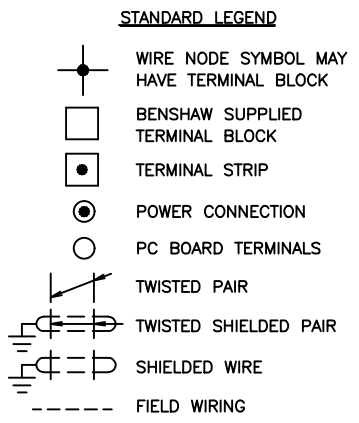 STANDARD LEGEND
WIRE NODE SYMBOL MAY
HAVE TERMINAL BLOCK
BENSHAW SUPPLIED
TERMINAL BLOCK
TERMINAL STRIP
POWER CONNECTION
PC BOARD TERMINALS
TWISTED PAIR
TWISTED SHIELDED PAIR
SHIELDED WIRE
FIELD WIRING